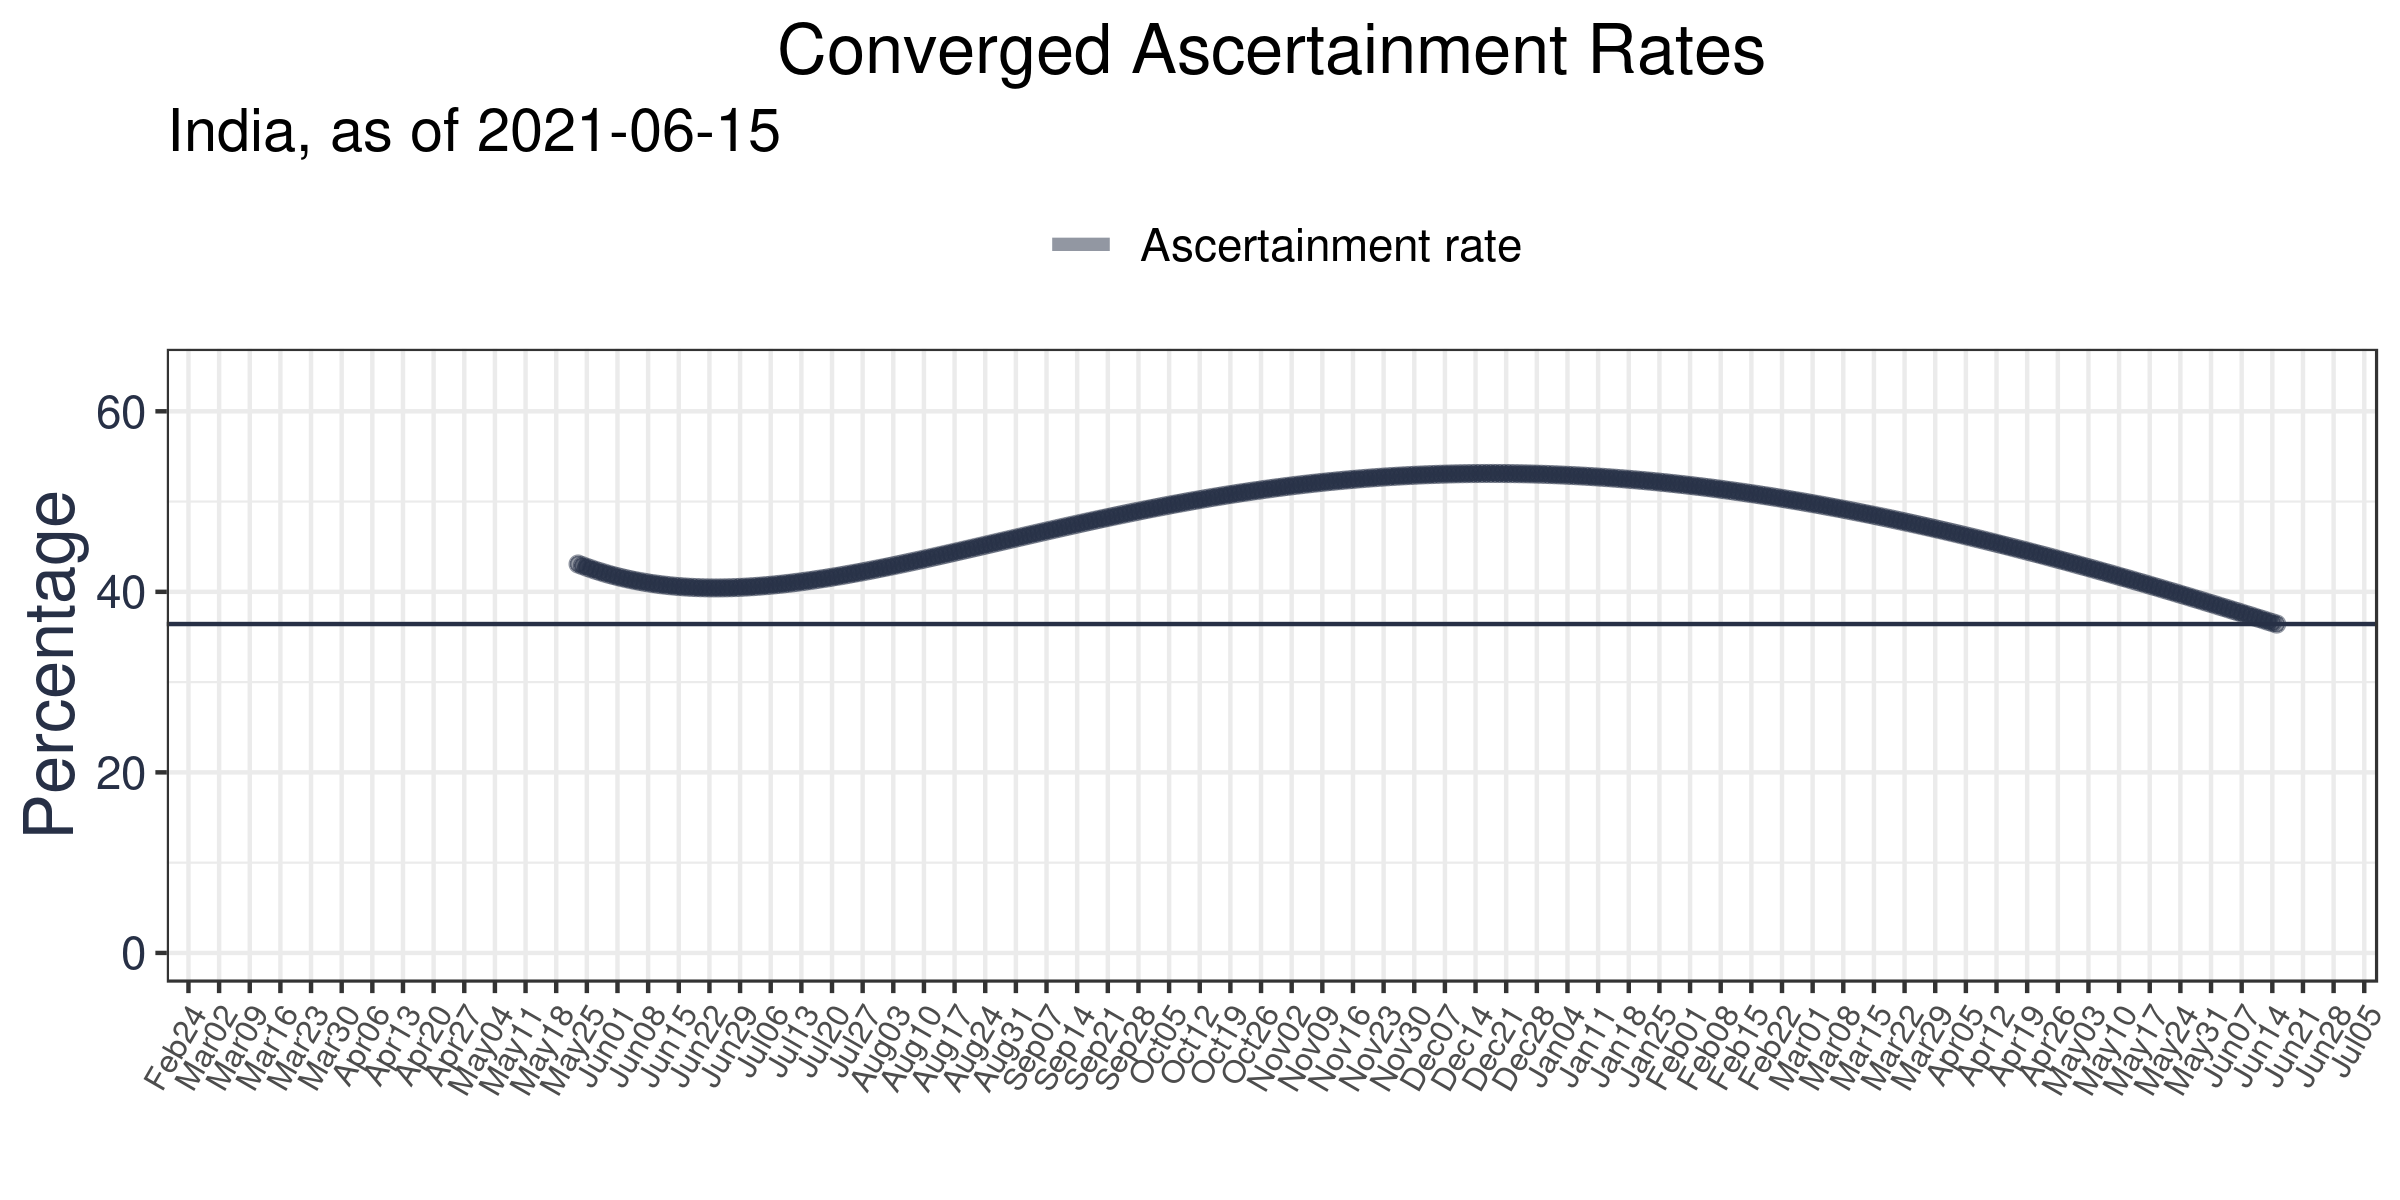 Converged Ascertainment Rates
India, as of 2021-06-15
Ascertainment rate
Percentage
60
40
20
0
Feb24
Mar02
Mar09
Mar16
Mar23
Mar30
Apr06
Apr13
Apr20
Apr27
May04
May11
May18
May25
Jun01
Jun08
Jun15
Jun22
Jun29
Jul06
Jul13
Jul20
Jul27
Aug03
Aug10
Aug17
Aug24
Aug31
Sep07
Sep14
Sep21
Sep28
Oct05
Oct12
Oct19
Oct26
Nov02
Nov09
Nov16
Nov23
Nov30
Dec07
Dec14
Dec21
Dec28
Jan04
Jan11
Jan18
Jan25
Feb01
Feb08
Feb15
Feb22
Mar01
Mar08
Mar15
Mar22
Mar29
Apr05
Apr12
Apr19
Apr26
May03
May10
May17
May24
May31
Jun07
Jun14
Jun21
Jun28
Jul05